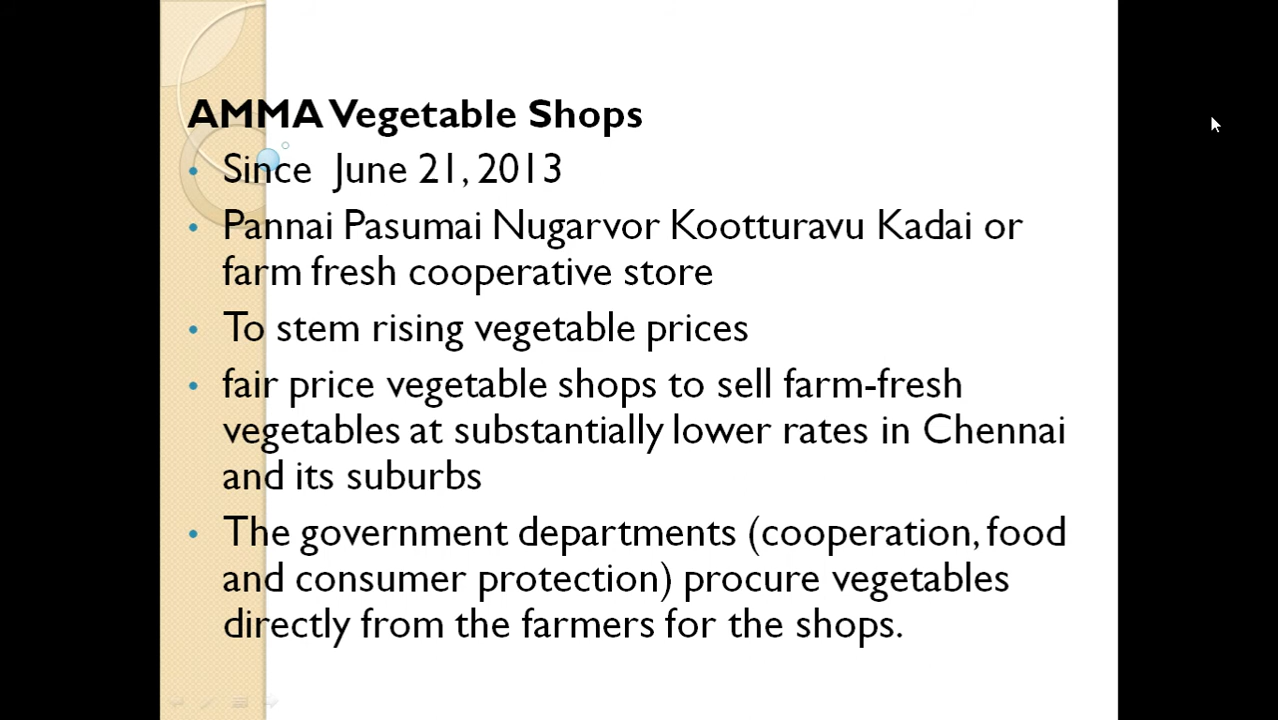 AMMA Vegetable Shops
• Since June 21, 2013
• Pannai Pasumai Nugarvor Kootturavu Kadai or
farm fresh cooperative store
• To stem rising vegetable prices
• fair price vegetable shops to sell farm-fresh
vegetables at substantially lower rates in Chennai
and its suburbs
• The government departments (cooperation, food
and consumer protection) procure vegetables
directly from the farmers for the shops.